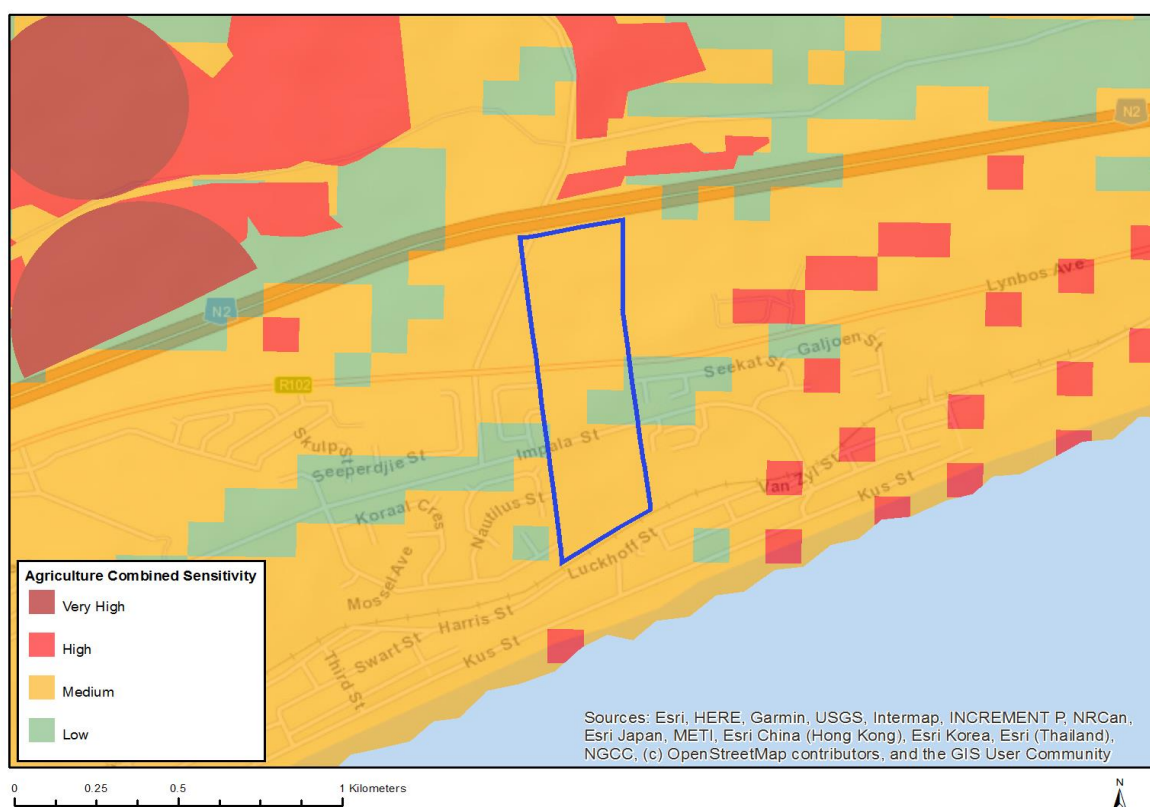 N2
N2
Lynbos Ave
Galjoen St
Seekat St
R102
Impala St
Skulp St
Seeperdjie St
Koraal Cres
Nautilus St
Van Zyl St
Kus St
Mossel Ave
Luckhoff St
Harris St
Swart St
Kus St
Third St
Agriculture Combined Sensitivity
Very High
High
Medium
Low
Sources: Esri, HERE, Garmin, USGS, Intermap, INCREMENT P, NRCan,
Esri Japan, METI, Esri China (Hong Kong), Esri Korea, Esri (Thailand),
NGCC, (c) OpenStreetMap contributors, and the GIS User Community
0 0.25 0.5 1 Kilometers
N